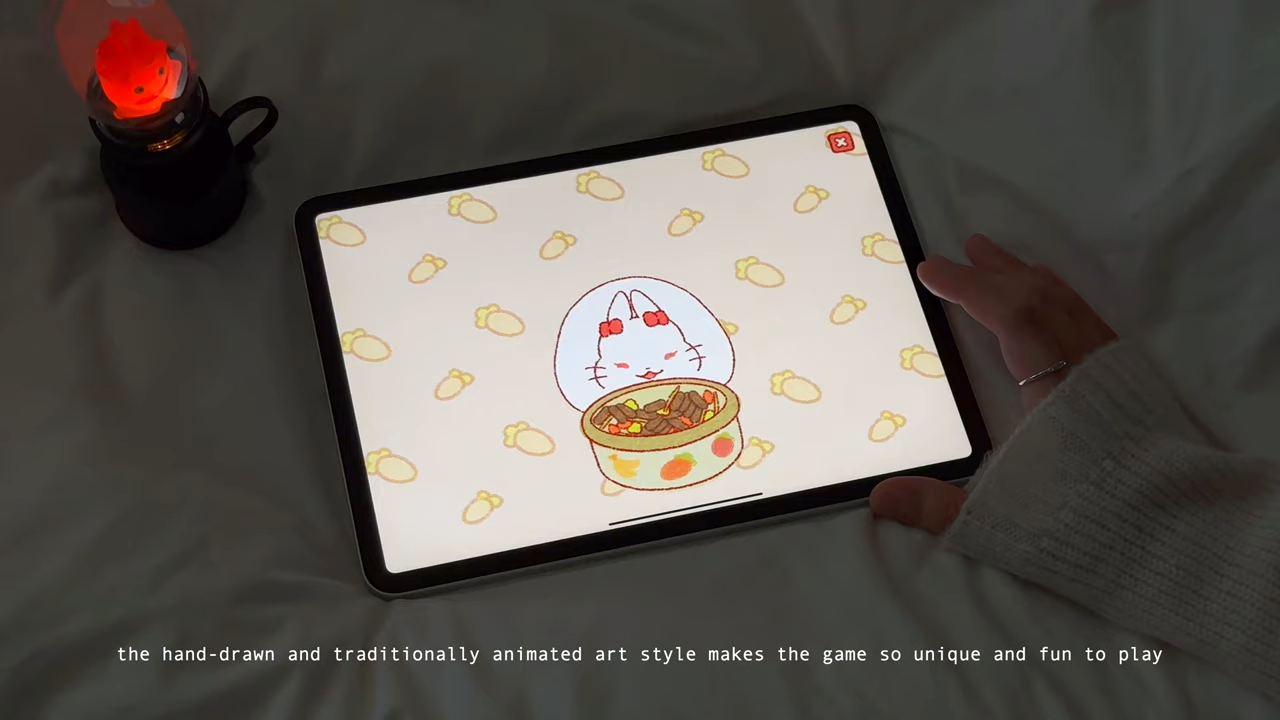 the hand-drawn and traditionally animated art style makes the game so unique and fun to play